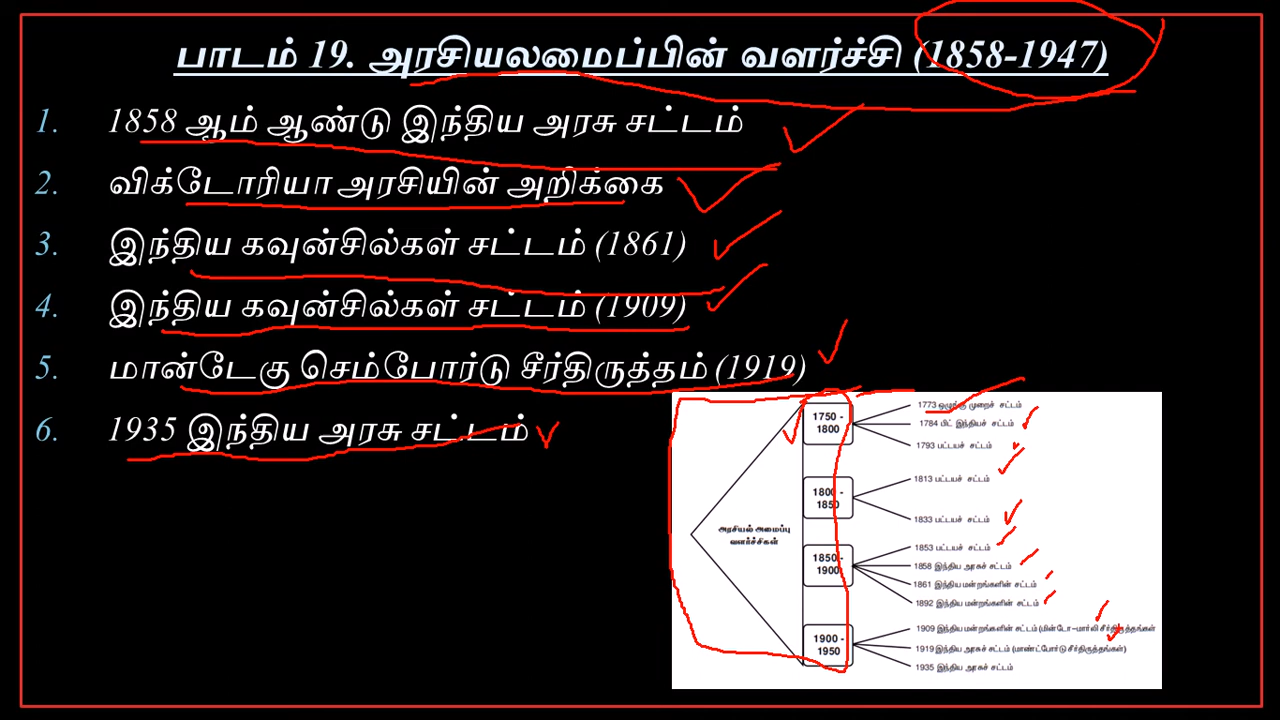 பாடம் 19. அரசியலமைப்பின் வளர்ச்சி (1858-1947)
1. 1858 ஆம் ஆண்டு இந்திய அரசு சட்டம்
2. விக்டோரியா அரசியின் அறிக்கை
3. இந்திய கவுன்சில்கள் சட்டம் (1861)
4. இந்திய கவுன்சில்கள் சட்டம் (1909)
5. மான்டேகு செம்போர்டு சீர்திருத்தம் (1919)
6. 1935 இந்திய அரசு சட்டம்
அரசியல் அமைப்பு
வளர்ச்சிகள்
1750 -
1800
1773 ஒழுங்கு முறைச் சட்டம்
1784 பிட் இந்தியச் சட்டம்
1793 பட்டயச் சட்டம்
1800 -
1850
1813 பட்டயச் சட்டம்
1833 பட்டயச் சட்டம்
1850 -
1900
1853 பட்டயச் சட்டம்
1858 இந்திய அரசுச் சட்டம்
1861 இந்திய மன்றங்களின் சட்டம்
1892 இந்திய மன்றங்களின் சட்டம்
1900 -
1950
1909 இந்திய மன்றங்களின் சட்டம் (மின்டோ-மார்லி சீர்திருத்தங்கள்
1919 இந்திய அரசுச் சட்டம் (மாண்ட்போர்டு சீர்திருத்தங்கள்)
1935 இந்திய அரசுச் சட்டம்